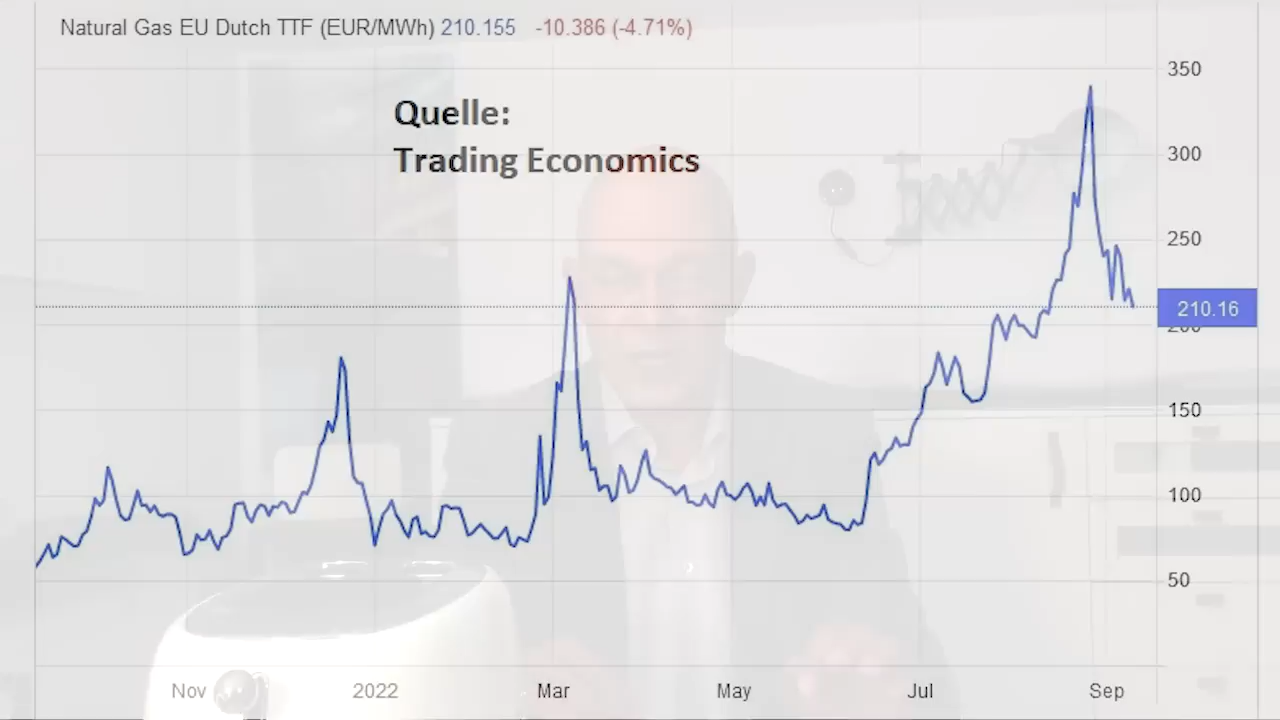 Natural Gas EU Dutch TTF (EUR/MWh) 210.155 -10.386 (-4.71%)
Quelle:
Trading Economics
350
300
250
210.16
200
150
100
50
Nov 2022 Mar May Jul Sep